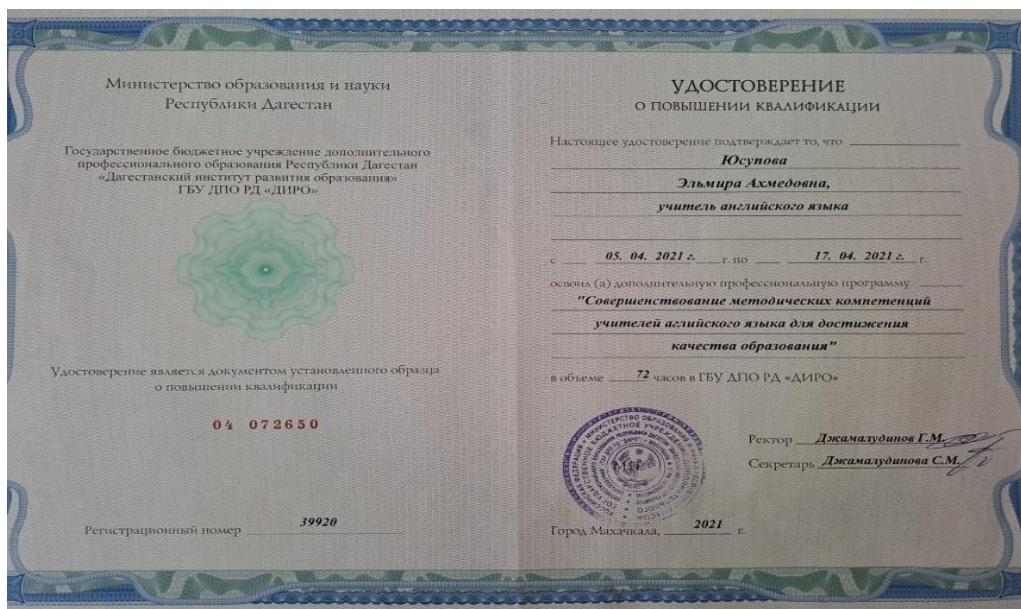 Министерство образования и науки
Республики Дагестан
Государственное бюджетное учреждение дополнительного
профессионального образования Республики Дагестан
«Дагестанский институт развития образования»
ГБУ ДПО РД «ДИРО»
Удостоверение является документом установленного образца
о повышении квалификации
04 072650
Регистрационный номер 39920
УДОСТОВЕРЕНИЕ
О ПОВЫШЕНИИ КВАЛИФИКАЦИИ
Настоящее удостоверение подтверждает то, что
Юсупова
Эльмира Ахмедовна,
учитель английского языка
с 05. 04. 2021 г. г. по 17. 04. 2021 г. г.
освоил (а) дополнительную профессиональную программу
"Совершенствование методических компетенций
учителей аглийского языка для достижения
качества образования"
в объеме 72 часов в ГБУ ДПО РД «ДИРО»
Ректор Джамалудинов Г.М.
Секретарь Джамалудинова С.М.
Город Махачкала, 2021 г.